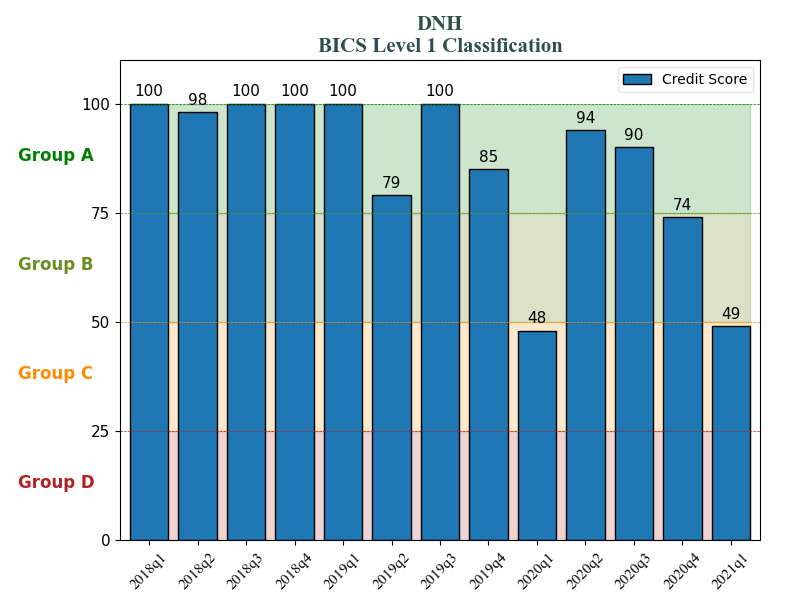 DNH
BICS Level 1 Classification
Credit Score
100 98 100 100 100 79 100 85 48 94 90 74 49
100
Group A
75
Group B
50
Group C
25
Group D
0
2018q1 2018q2 2018q3 2018q4 2019q1 2019q2 2019q3 2019q4 2020q1 2020q2 2020q3 2020q4 2021q1